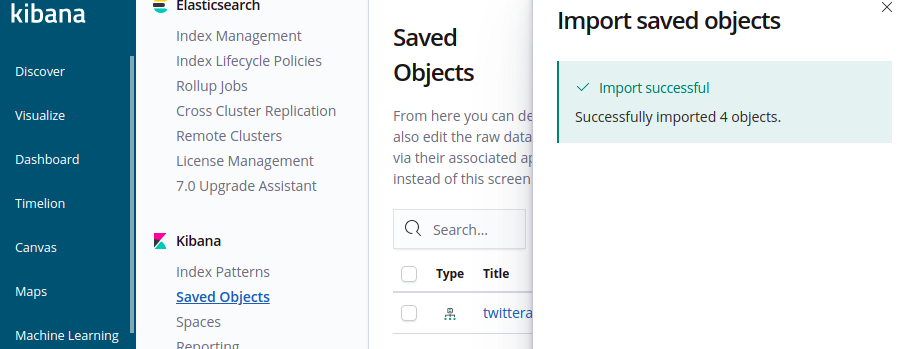 kibana
Discover
Visualize
Dashboard
Timelion
Canvas
Maps
Machine Learning
Elasticsearch
Index Management
Index Lifecycle Policies
Rollup Jobs
Cross Cluster Replication
Remote Clusters
License Management
7.0 Upgrade Assistant
Kibana
Index Patterns
Saved Objects
Spaces
Reporting
Saved
Objects
From here you can de
also edit the raw data
via their associated ap
instead of this screen
Search...
Type Title
twittera
Import saved objects
Import successful
Successfully imported 4 objects.